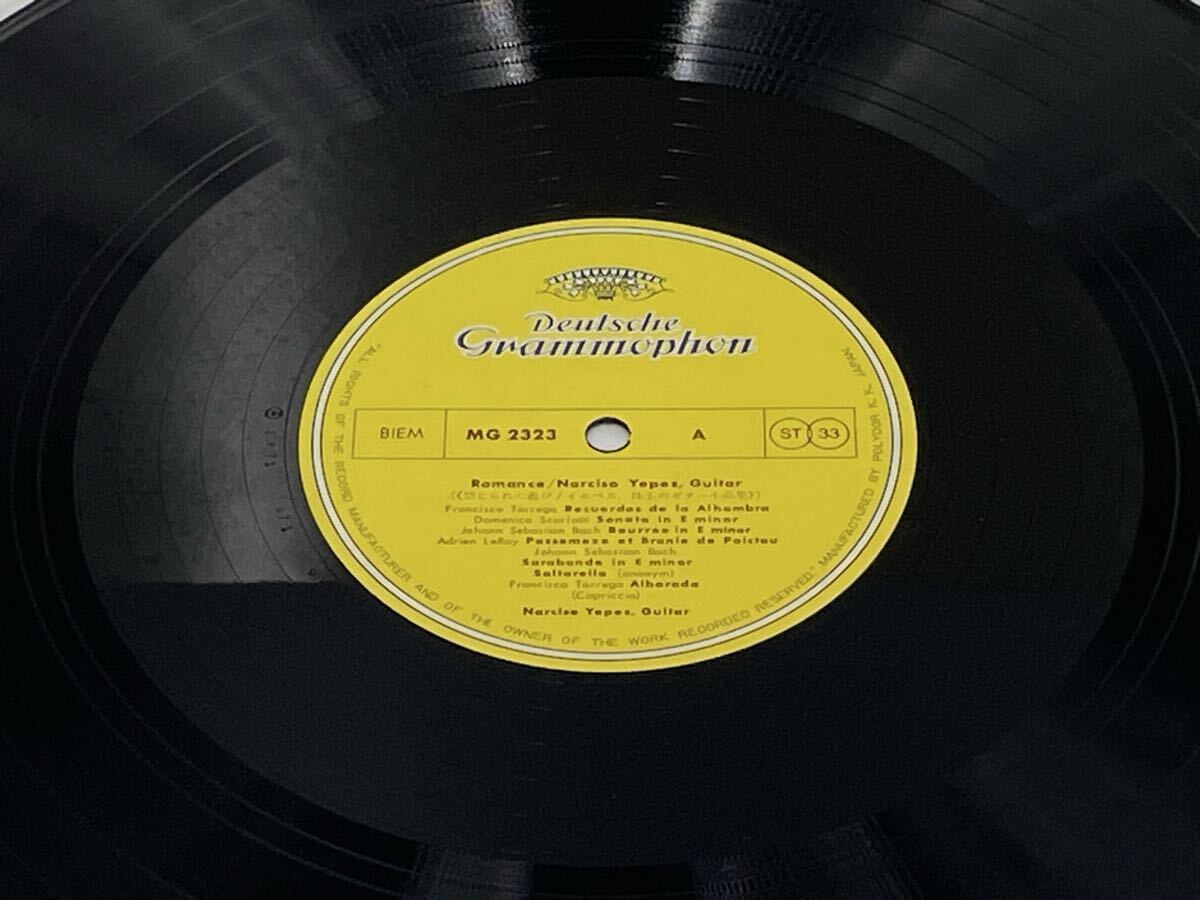 Deutsche
Grammophon
BIEM MG 2323 A ST 33
Romance/Narciso Yepes, Guitar
Francisco Tarrega Recuerdos de la Alhambra
Domenico Scarlatti Sonata in E minor
Johann Sebastian Bach Bourrée in E minor
Adrien LeRoy Passemeze et Branle de Poictou
Johann Sebastian Bach
Sarabande in E minor
Saltarello (anonym)
Francisco Tarrega Alborada
(Capriccio)
Narciso Yepes, Guitar
"ALL RIGHTS OF THE RECORD MANUFACTURER AND OF THE OWNER OF THE WORK RECORDED RESERVED." MANUFACTURED BY POLYDOR K. K. JAPAN